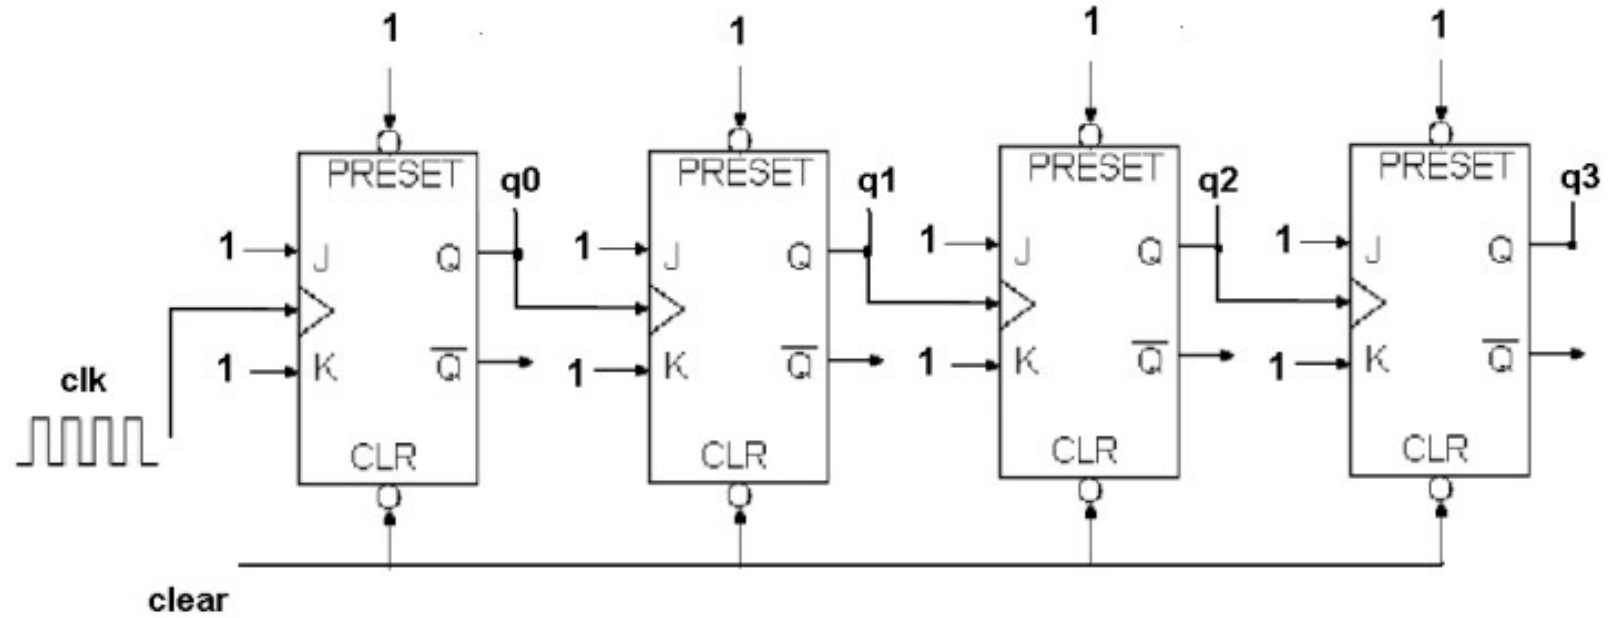 1 1 1 1
PRESET PRESET PRESET PRESET
q0 q1 q2 q3
1 J Q 1 J Q 1 J Q 1 J Q
1 K Q̅ 1 K Q̅ 1 K Q̅ 1 K Q̅
clk
CLR CLR CLR CLR
clear